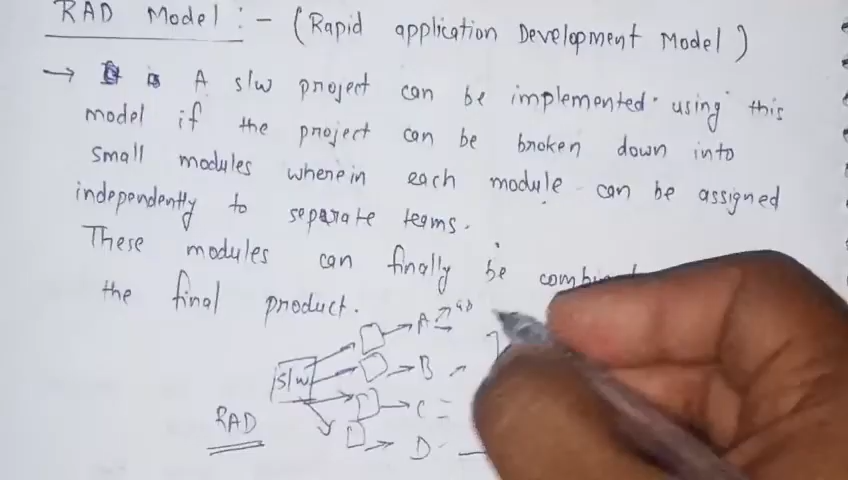 RAD Model :- (Rapid application Development Model)
→ A s/w project can be implemented using this
model if the project can be broken down into
small modules wherein each module can be assigned
independently to separate teams.
These modules can finally be
the final product.
→ A
s/w → B
→ C
RAD
→ D